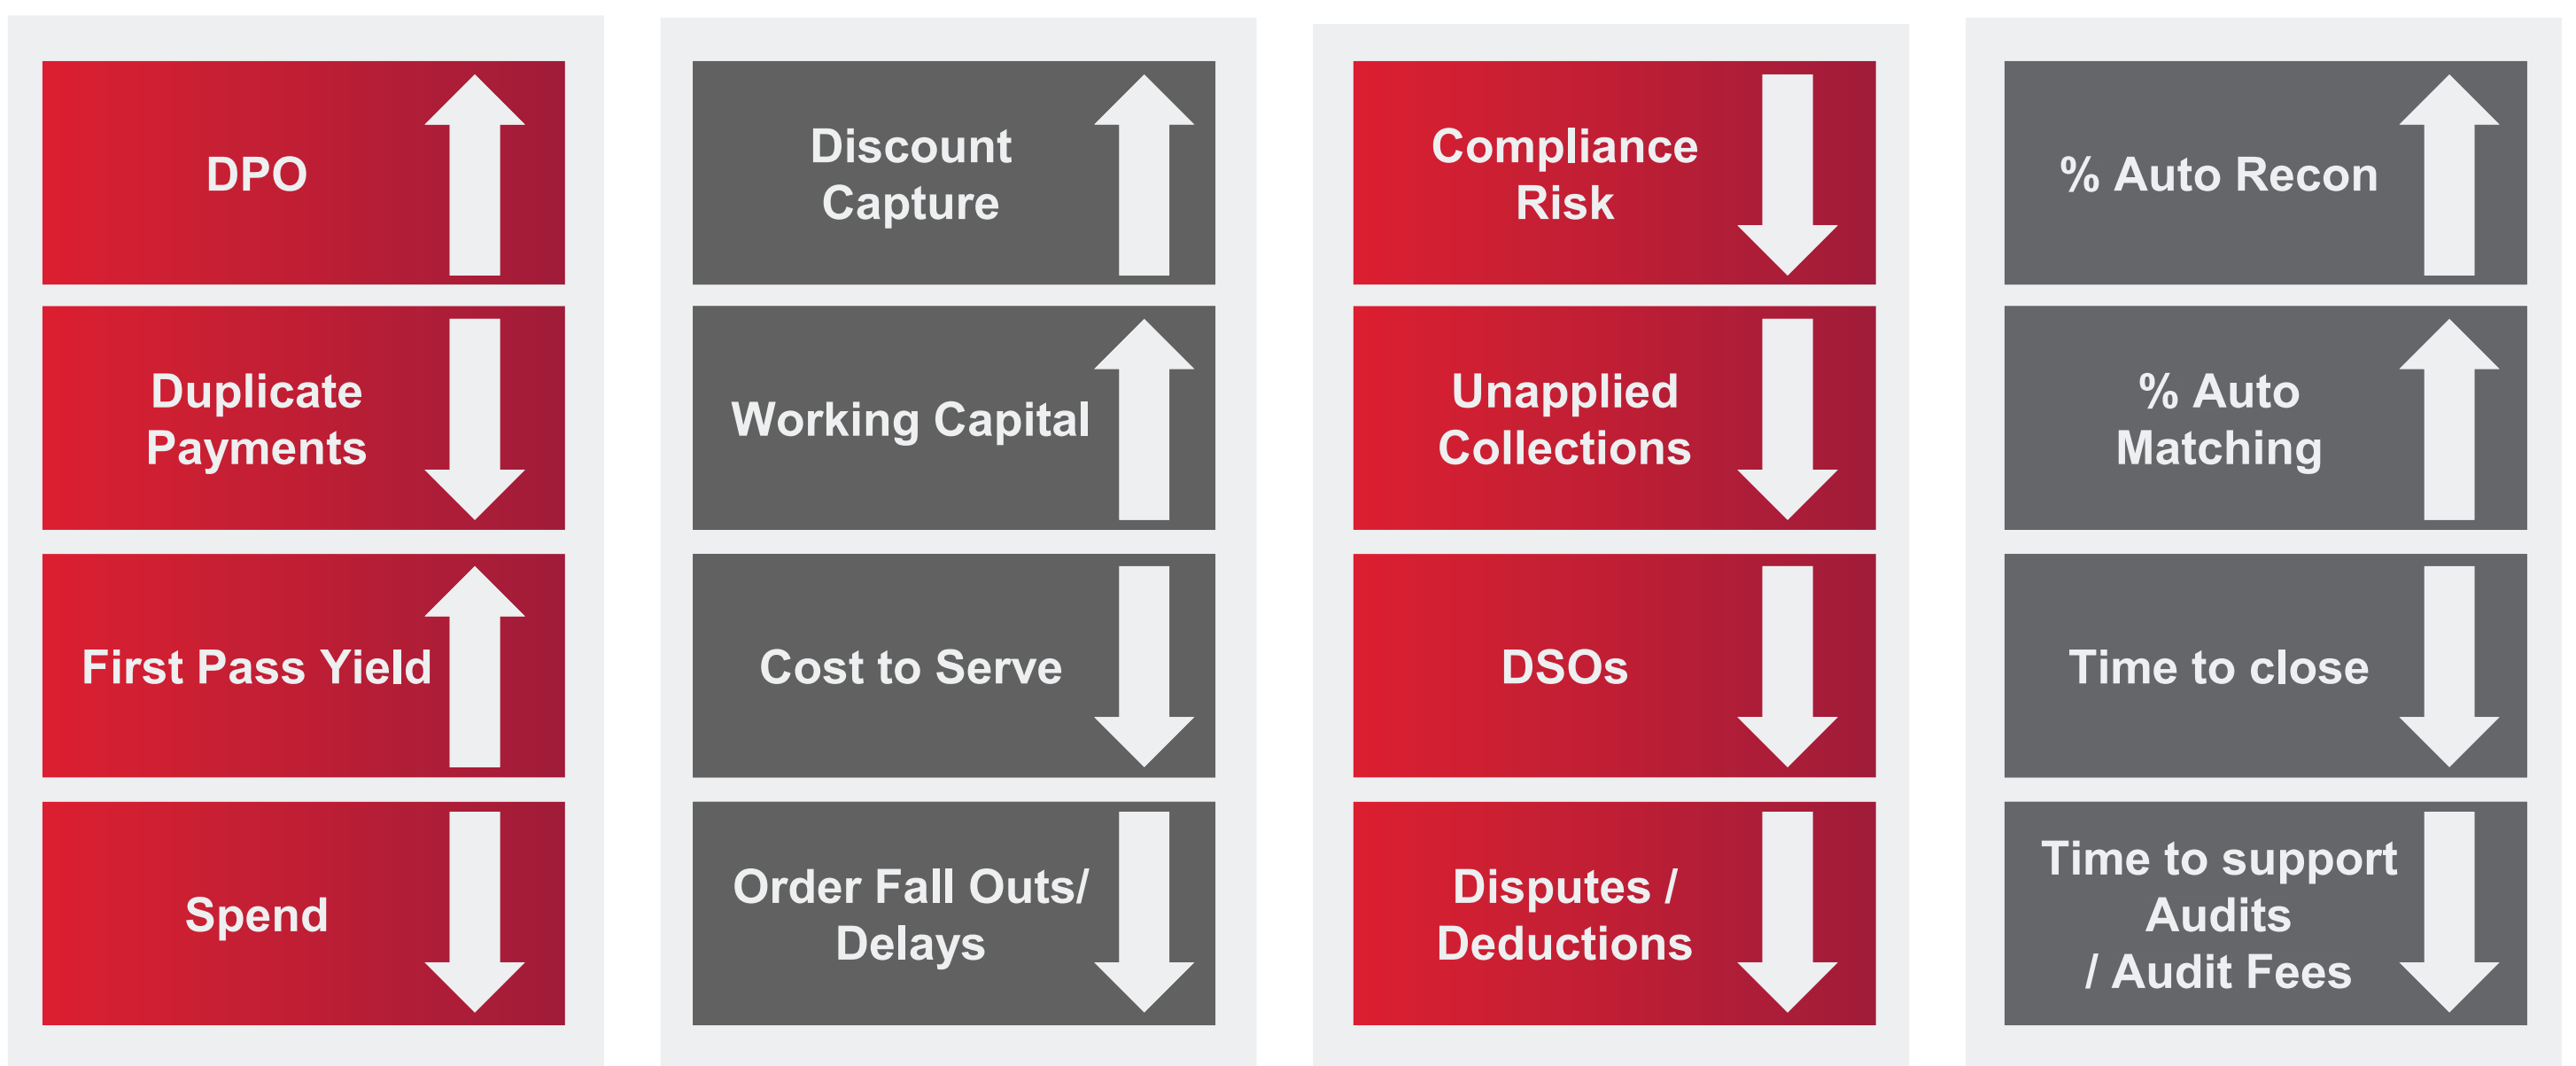 DPO
Duplicate
Payments
First Pass Yield
Spend
Discount
Capture
Working Capital
Cost to Serve
Order Fall Outs/
Delays
Compliance
Risk
Unapplied
Collections
DSOs
Disputes /
Deductions
% Auto Recon
% Auto
Matching
Time to close
Time to support
Audits
/ Audit Fees